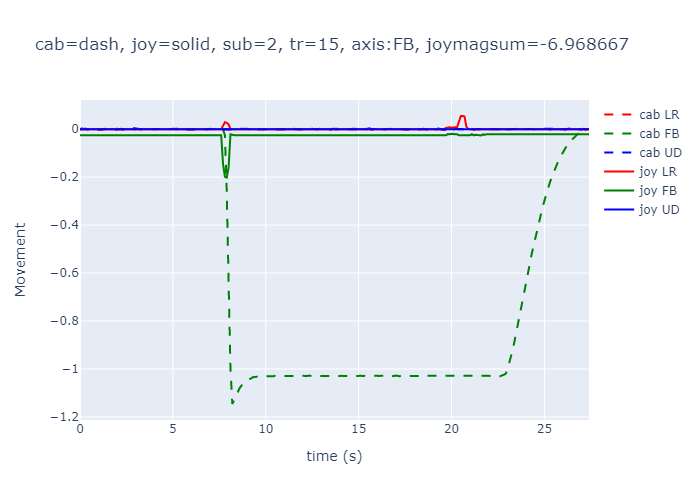 cab=dash, joy=solid, sub=2, tr=15, axis:FB, joymagsum=-6.968667
Movement
0
−0.2
−0.4
−0.6
−0.8
−1
−1.2
0
5
10
15
20
25
time (s)
cab LR
cab FB
cab UD
joy LR
joy FB
joy UD